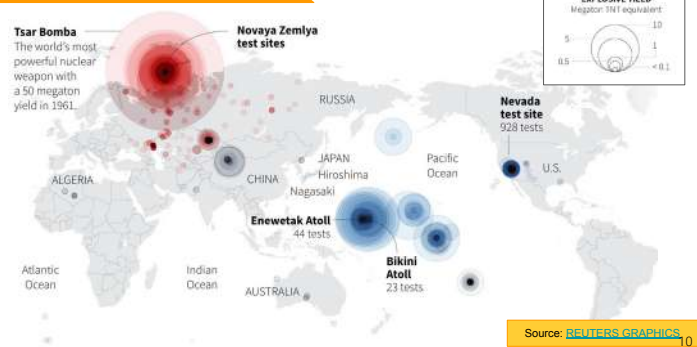 EXPLOSIVE YIELD
Megaton TNT equivalent
10
5
1
0.5
< 0.1
Tsar Bomba
The world's most
powerful nuclear
weapon with
a 50 megaton
yield in 1961.
Novaya Zemlya
test sites
RUSSIA
Nevada
test site
928 tests
JAPAN
Hiroshima
Nagasaki
Pacific
Ocean
U.S.
ALGERIA
CHINA
Enewetak Atoll
44 tests
Bikini
Atoll
23 tests
Atlantic
Ocean
Indian
Ocean
AUSTRALIA
Source: REUTERS GRAPHICS
10